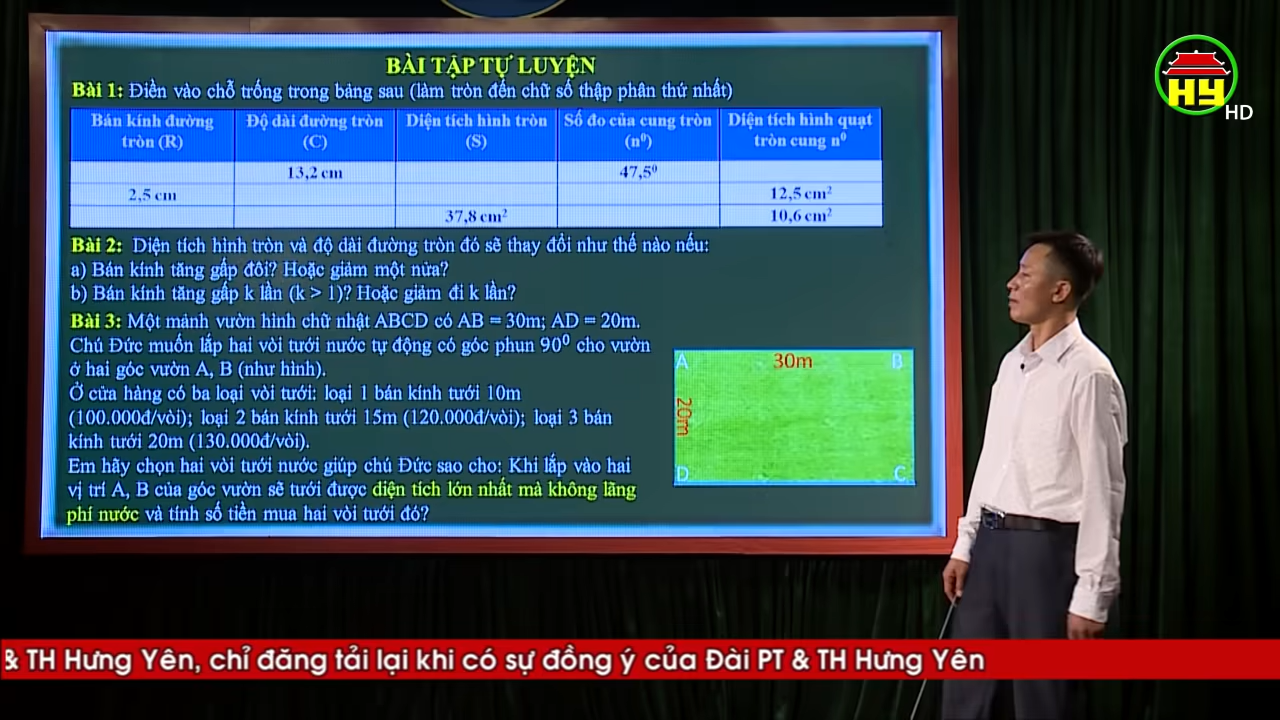 BÀI TẬP TỰ LUYỆN
Bài 1: Điền vào chỗ trống trong bảng sau (làm tròn đến chữ số thập phân thứ nhất)
Bán kính đường tròn (R) Độ dài đường tròn (C) Diện tích hình tròn (S) Số đo của cung tròn (n⁰) Diện tích hình quạt tròn cung n⁰
13,2 cm 47,5⁰
2,5 cm 12,5 cm²
37,8 cm² 10,6 cm²
Bài 2: Diện tích hình tròn và độ dài đường tròn đó sẽ thay đổi như thế nào nếu:
a) Bán kính tăng gấp đôi? Hoặc giảm một nửa?
b) Bán kính tăng gấp k lần (k > 1)? Hoặc giảm đi k lần?
Bài 3: Một mảnh vườn hình chữ nhật ABCD có AB = 30m; AD = 20m.
Chú Đức muốn lắp hai vòi tưới nước tự động có góc phun 90⁰ cho vườn
ở hai góc vườn A, B (như hình).
Ở cửa hàng có ba loại vòi tưới: loại 1 bán kính tưới 10m
(100.000đ/vòi); loại 2 bán kính tưới 15m (120.000đ/vòi); loại 3 bán
kính tưới 20m (130.000đ/vòi).
Em hãy chọn hai vòi tưới nước giúp chú Đức sao cho: Khi lắp vào hai
vị trí A, B của góc vườn sẽ tưới được diện tích lớn nhất mà không lãng
phí nước và tính số tiền mua hai vòi tưới đó?
A 30m B
20m
D C
HY
HD
& TH Hưng Yên, chỉ đăng tải lại khi có sự đồng ý của Đài PT & TH Hưng Yên